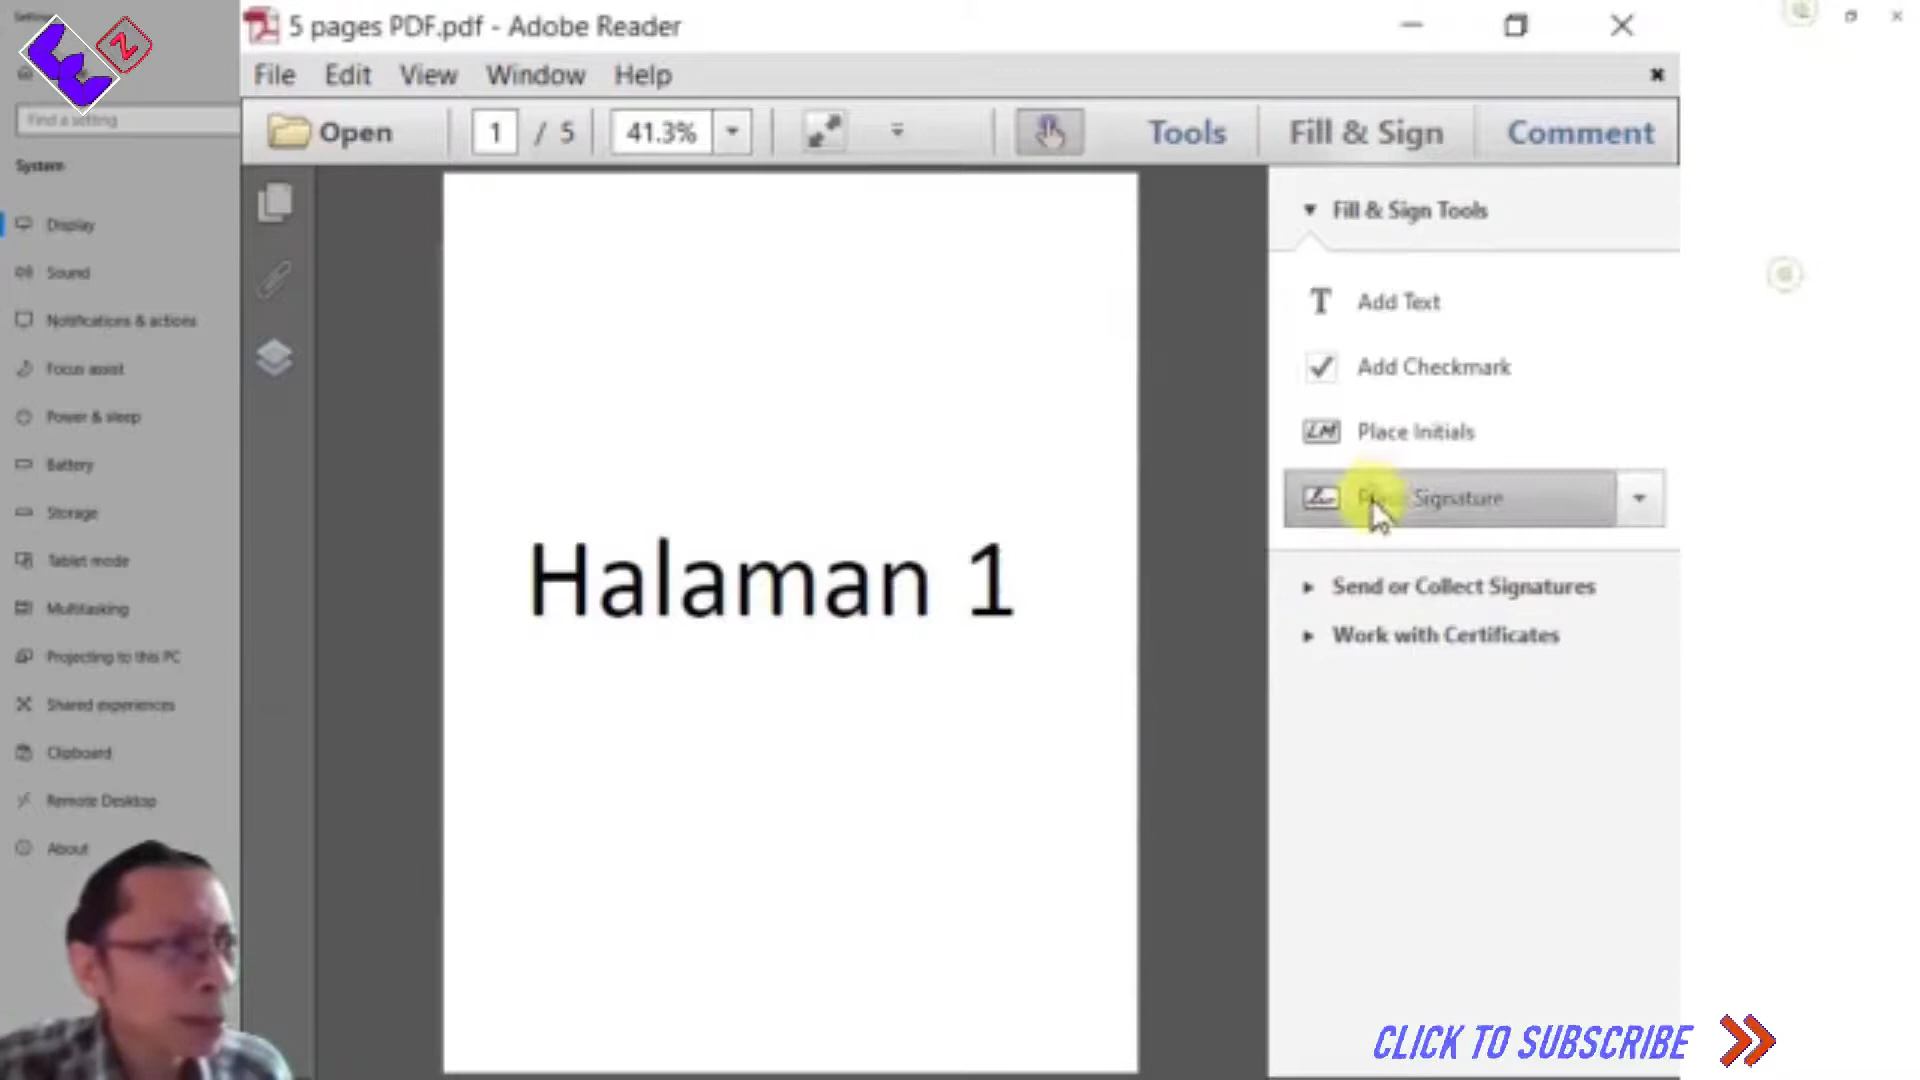 5 pages PDF.pdf - Adobe Reader
File Edit View Window Help
Open 1 / 5 41.3% Tools Fill & Sign Comment
Find a setting
System
Display
Sound
Notifications & actions
Focus assist
Power & sleep
Battery
Storage
Tablet mode
Multitasking
Projecting to this PC
Shared experiences
Clipboard
Remote Desktop
About
Halaman 1
Fill & Sign Tools
T Add Text
Add Checkmark
LM Place Initials
Signature
Send or Collect Signatures
Work with Certificates
CLICK TO SUBSCRIBE